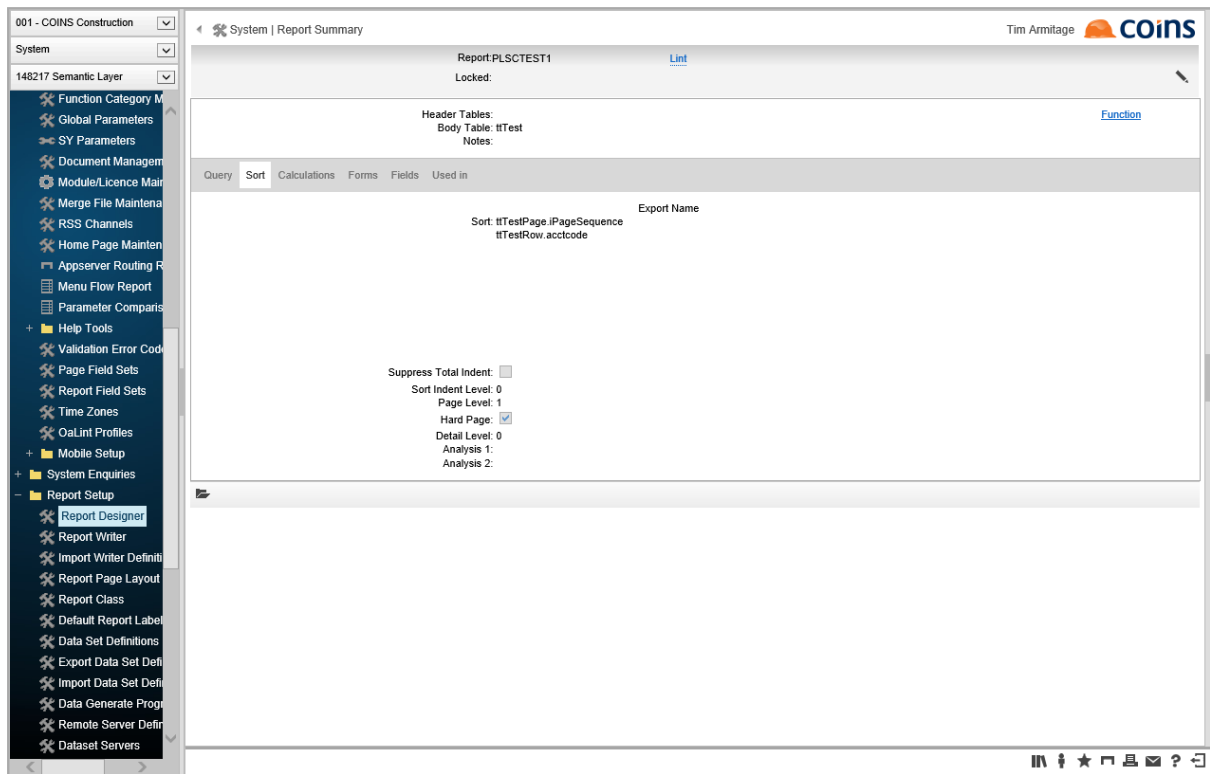 001 - COINS Construction
System
148217 Semantic Layer
Function Category M
Global Parameters
SY Parameters
Document Managem
Module/Licence Mair
Merge File Maintena
RSS Channels
Home Page Mainten
Appserver Routing R
Menu Flow Report
Parameter Comparis
+ Help Tools
Validation Error Code
Page Field Sets
Report Field Sets
Time Zones
OaLint Profiles
+ Mobile Setup
+ System Enquiries
− Report Setup
Report Designer
Report Writer
Import Writer Definiti
Report Page Layout
Report Class
Default Report Label
Data Set Definitions
Export Data Set Defi
Import Data Set Defi
Data Generate Progr
Remote Server Defin
Dataset Servers
System | Report Summary
Tim Armitage coins
Report:PLSCTEST1 Lint
Locked:
Header Tables: Function
Body Table: ttTest
Notes:
Query Sort Calculations Forms Fields Used in
Export Name
Sort: ttTestPage.iPageSequence
ttTestRow.acctcode
Suppress Total Indent:
Sort Indent Level: 0
Page Level: 1
Hard Page:
Detail Level: 0
Analysis 1:
Analysis 2: